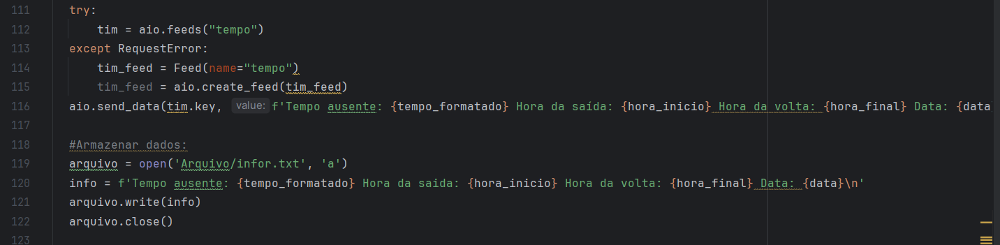 111 try:
112 tim = aio.feeds("tempo")
113 except RequestError:
114 tim_feed = Feed(name="tempo")
115 tim_feed = aio.create_feed(tim_feed)
116 aio.send_data(tim.key, value: f'Tempo ausente: {tempo_formatado} Hora da saída: {hora_inicio} Hora da volta: {hora_final} Data: {data
117
118 #Armazenar dados:
119 arquivo = open('Arquivo/infor.txt', 'a')
120 info = f'Tempo ausente: {tempo_formatado} Hora da saida: {hora_inicio} Hora da volta: {hora_final} Data: {data}\n'
121 arquivo.write(info)
122 arquivo.close()
123